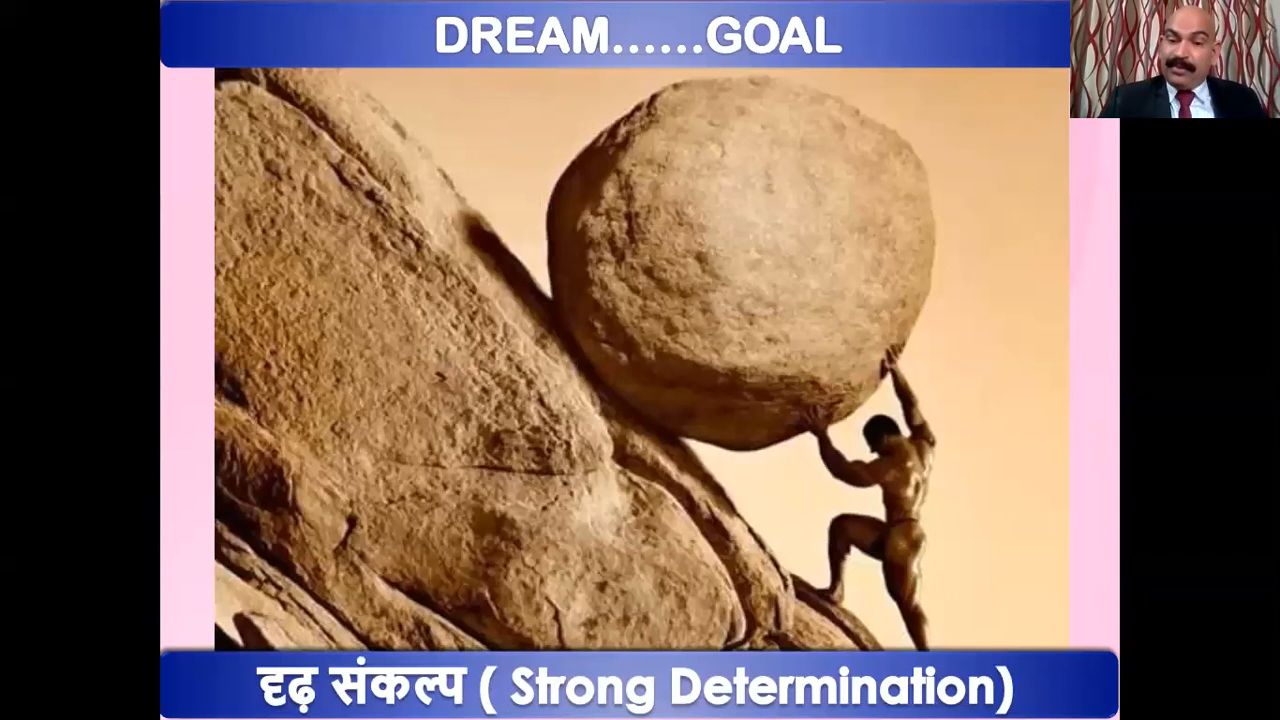 DREAM......GOAL
दृढ़ संकल्प ( Strong Determination)